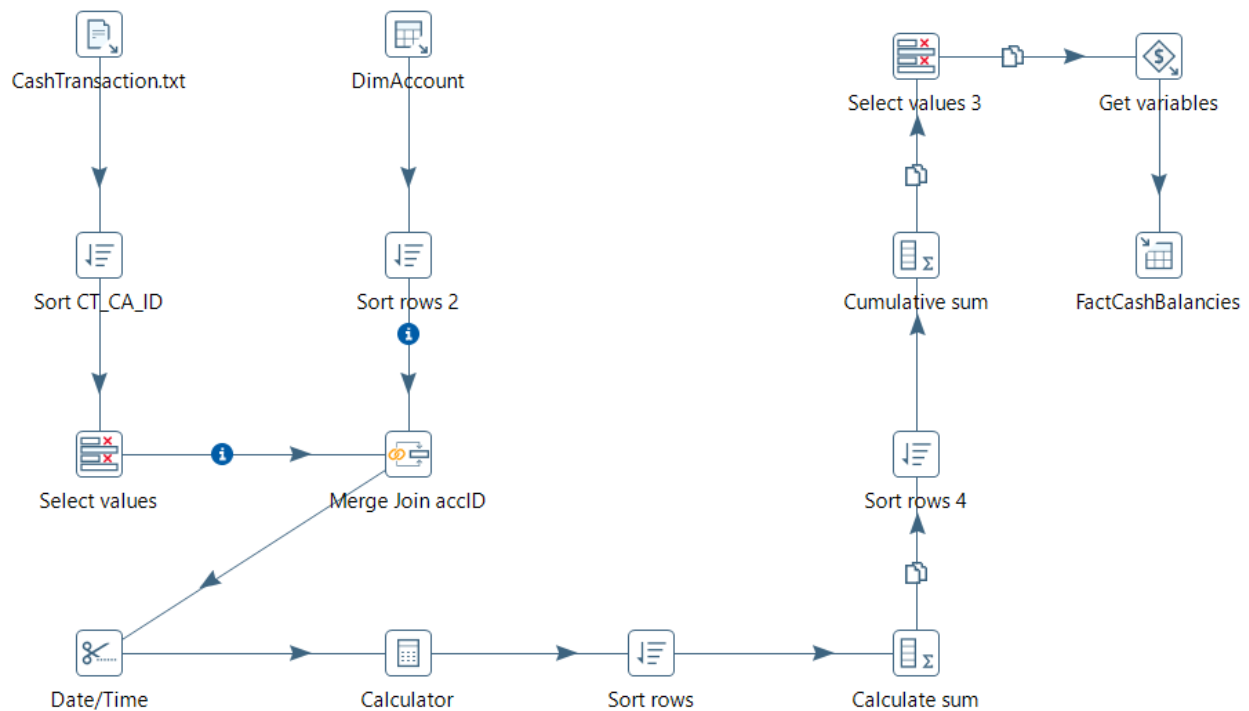 CashTransaction.txt
DimAccount
Select values 3
Get variables
Sort CT_CA_ID
Sort rows 2
Cumulative sum
FactCashBalancies
Select values
Merge Join accID
Sort rows 4
Date/Time
Calculator
Sort rows
Calculate sum